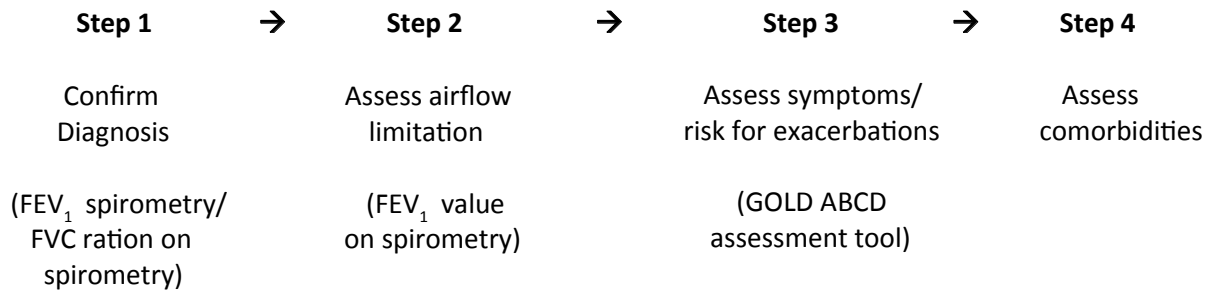 Step 1 → Step 2 → Step 3 → Step 4
Confirm
Diagnosis
Assess airflow
limitation
Assess symptoms/
risk for exacerbations
Assess
comorbidities
(FEV₁ spirometry/
FVC ration on
spirometry)
(FEV₁ value
on spirometry)
(GOLD ABCD
assessment tool)